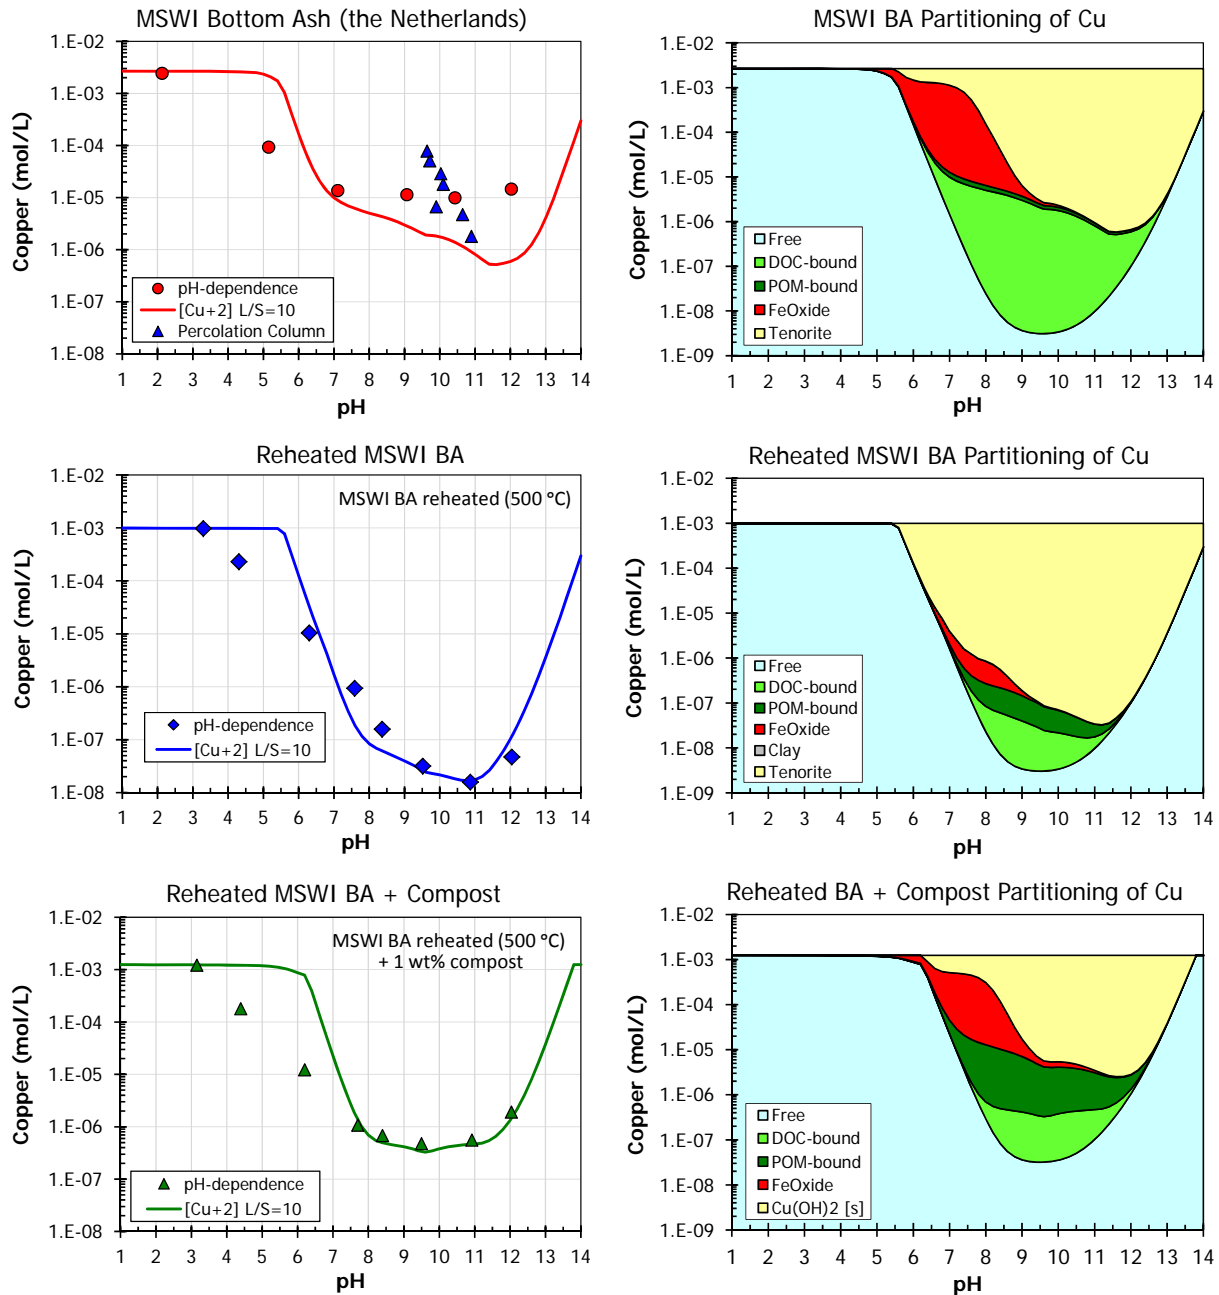 MSWI Bottom Ash (the Netherlands)
1.E-02
1.E-03
1.E-04
1.E-05
1.E-06
1.E-07
1.E-08
Copper (mol/L)
pH-dependence
[Cu+2] L/S=10
Percolation Column
1 2 3 4 5 6 7 8 9 10 11 12 13 14
pH
MSWI BA Partitioning of Cu
1.E-02
1.E-03
1.E-04
1.E-05
1.E-06
1.E-07
1.E-08
1.E-09
Copper (mol/L)
Free
DOC-bound
POM-bound
FeOxide
Tenorite
1 2 3 4 5 6 7 8 9 10 11 12 13 14
pH
Reheated MSWI BA
MSWI BA reheated (500 °C)
1.E-02
1.E-03
1.E-04
1.E-05
1.E-06
1.E-07
1.E-08
Copper (mol/L)
pH-dependence
[Cu+2] L/S=10
1 2 3 4 5 6 7 8 9 10 11 12 13 14
pH
Reheated MSWI BA Partitioning of Cu
1.E-02
1.E-03
1.E-04
1.E-05
1.E-06
1.E-07
1.E-08
1.E-09
Copper (mol/L)
Free
DOC-bound
POM-bound
FeOxide
Clay
Tenorite
1 2 3 4 5 6 7 8 9 10 11 12 13 14
pH
Reheated MSWI BA + Compost
MSWI BA reheated (500 °C)
+ 1 wt% compost
1.E-02
1.E-03
1.E-04
1.E-05
1.E-06
1.E-07
1.E-08
Copper (mol/L)
pH-dependence
[Cu+2] L/S=10
1 2 3 4 5 6 7 8 9 10 11 12 13 14
pH
Reheated BA + Compost Partitioning of Cu
1.E-02
1.E-03
1.E-04
1.E-05
1.E-06
1.E-07
1.E-08
1.E-09
Copper (mol/L)
Free
DOC-bound
POM-bound
FeOxide
Cu(OH)2 [s]
1 2 3 4 5 6 7 8 9 10 11 12 13 14
pH